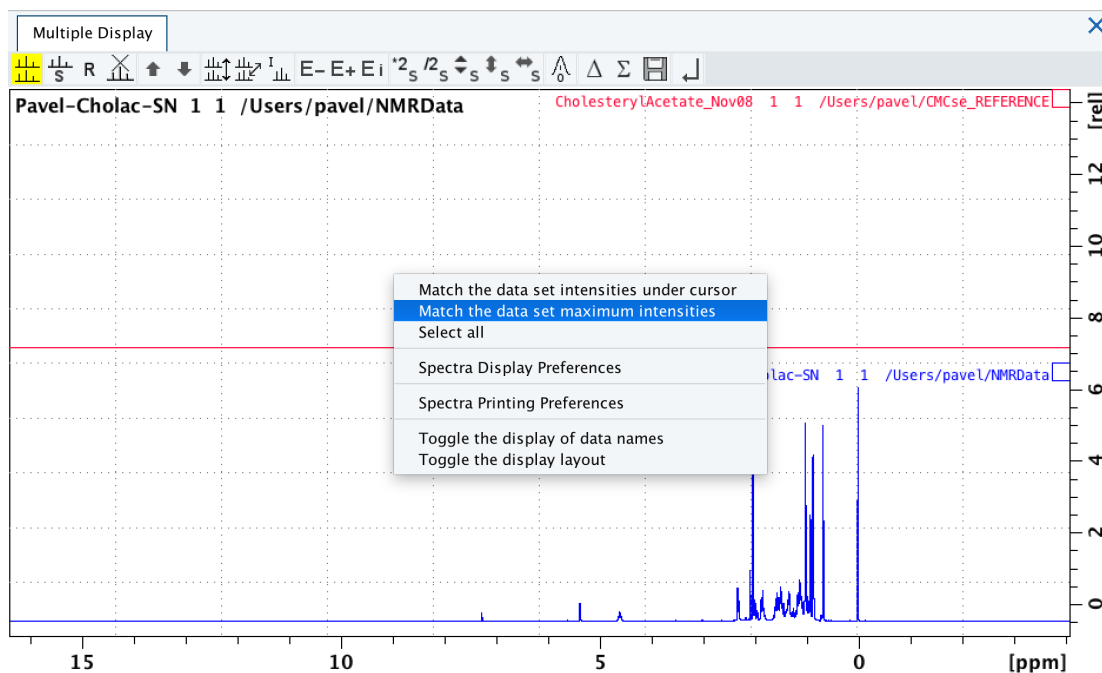 Multiple Display
S R E- E+ Ei *2S /2S S S S 0 Δ Σ
Pavel-Cholac-SN 1 1 /Users/pavel/NMRData
CholesterylAcetate_Nov08 1 1 /Users/pavel/CMCse_REFERENCE
[rel]
12
10
8
6
4
2
0
Match the data set intensities under cursor
Match the data set maximum intensities
Select all
Spectra Display Preferences
Spectra Printing Preferences
Toggle the display of data names
Toggle the display layout
lac-SN 1 1 /Users/pavel/NMRData
15 10 5 0 [ppm]